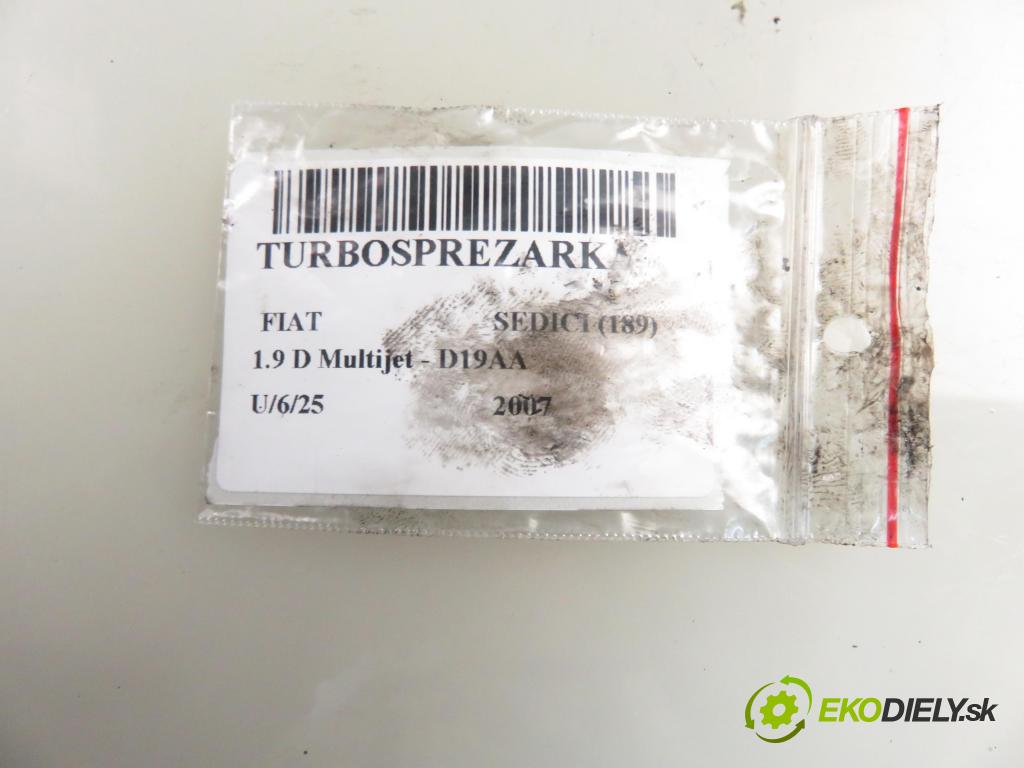 TURBOSPREZARKA
FIAT SEDICI (189)
1.9 D Multijet - D19AA
U/6/25 2007
EKODIELY.sk